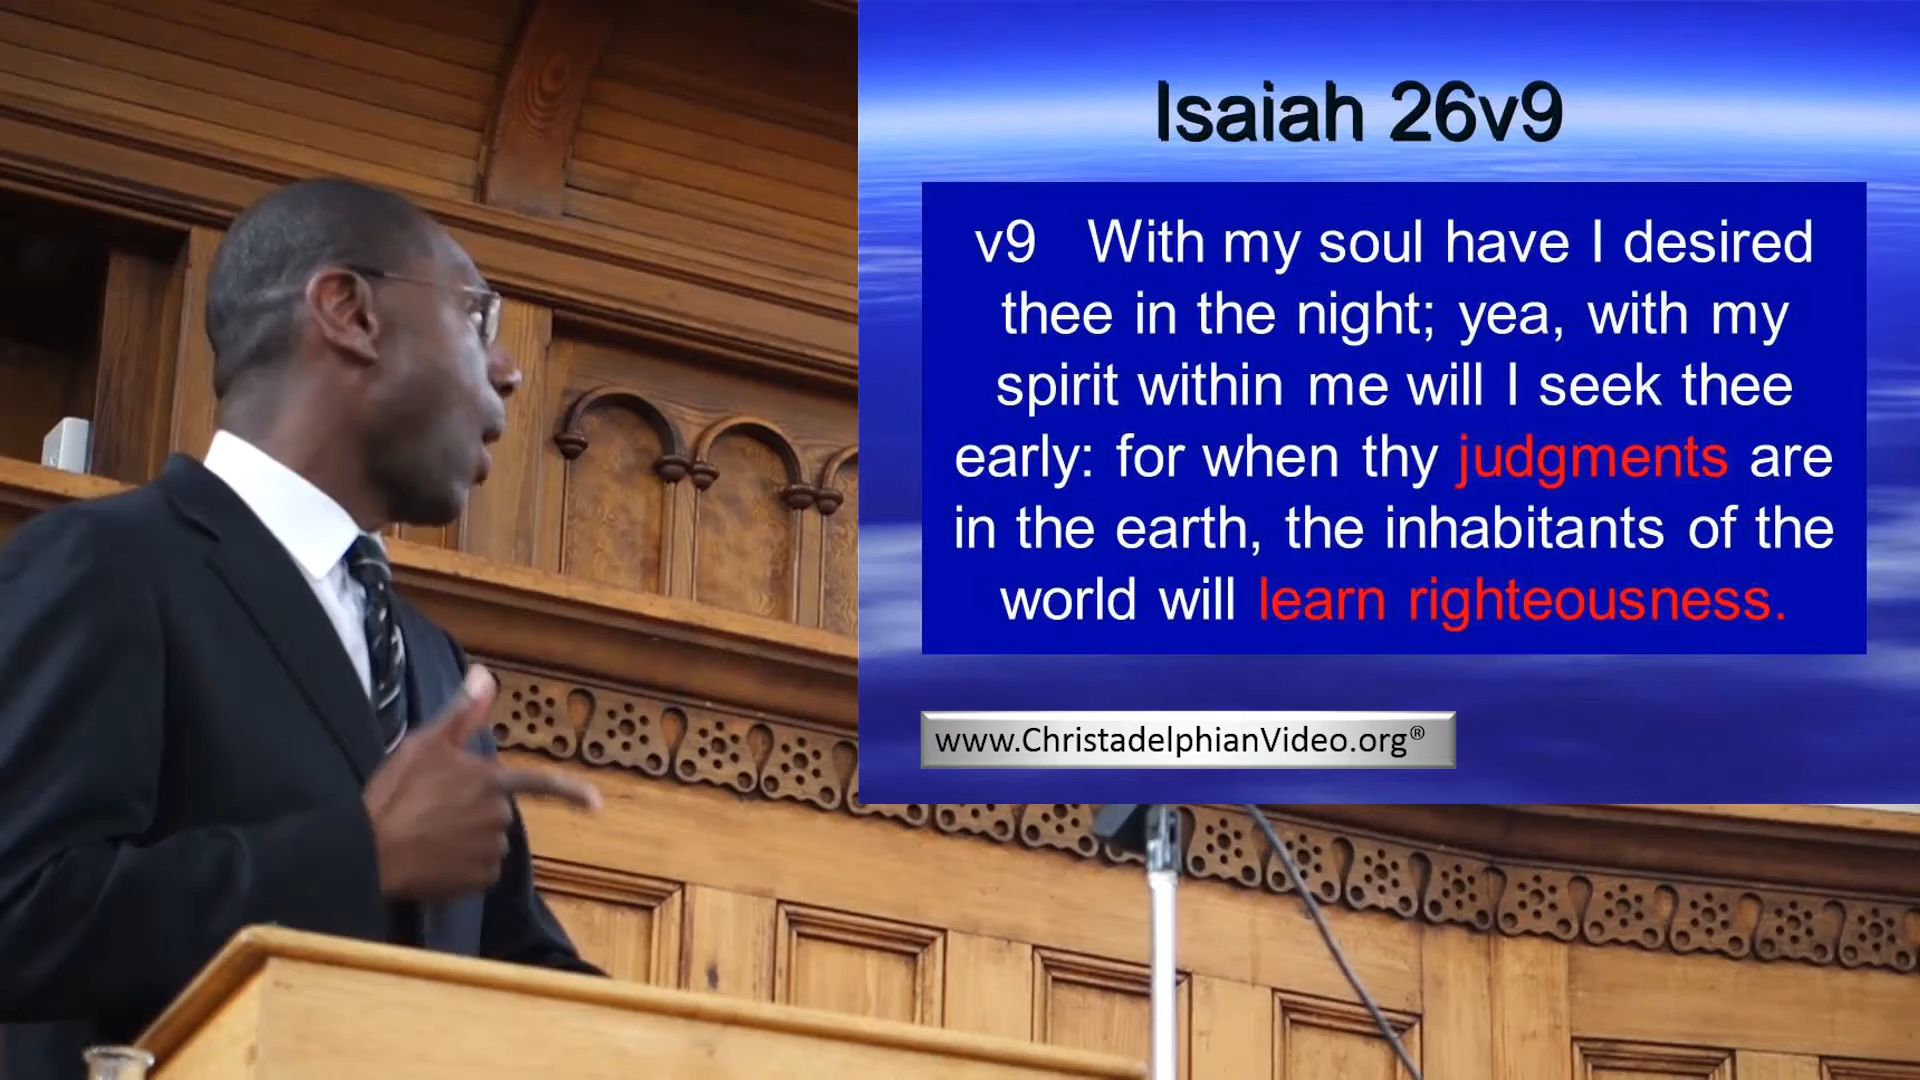 Isaiah 26v9
v9 With my soul have I desired
thee in the night; yea, with my
spirit within me will I seek thee
early: for when thy judgments are
in the earth, the inhabitants of the
world will learn righteousness.
www.ChristadelphianVideo.org®